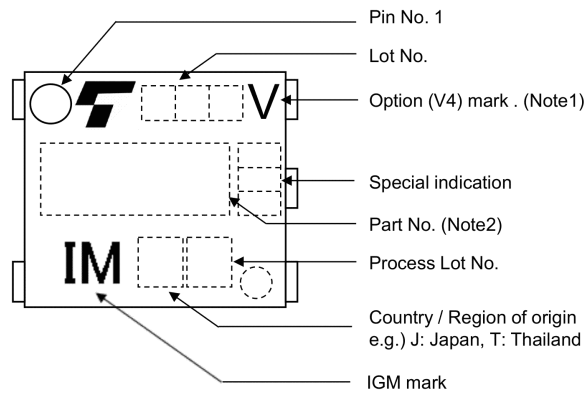 Pin No. 1
Lot No.
V
Option (V4) mark . (Note1)
Special indication
Part No. (Note2)
IM
Process Lot No.
Country / Region of origin
e.g.) J: Japan, T: Thailand
IGM mark